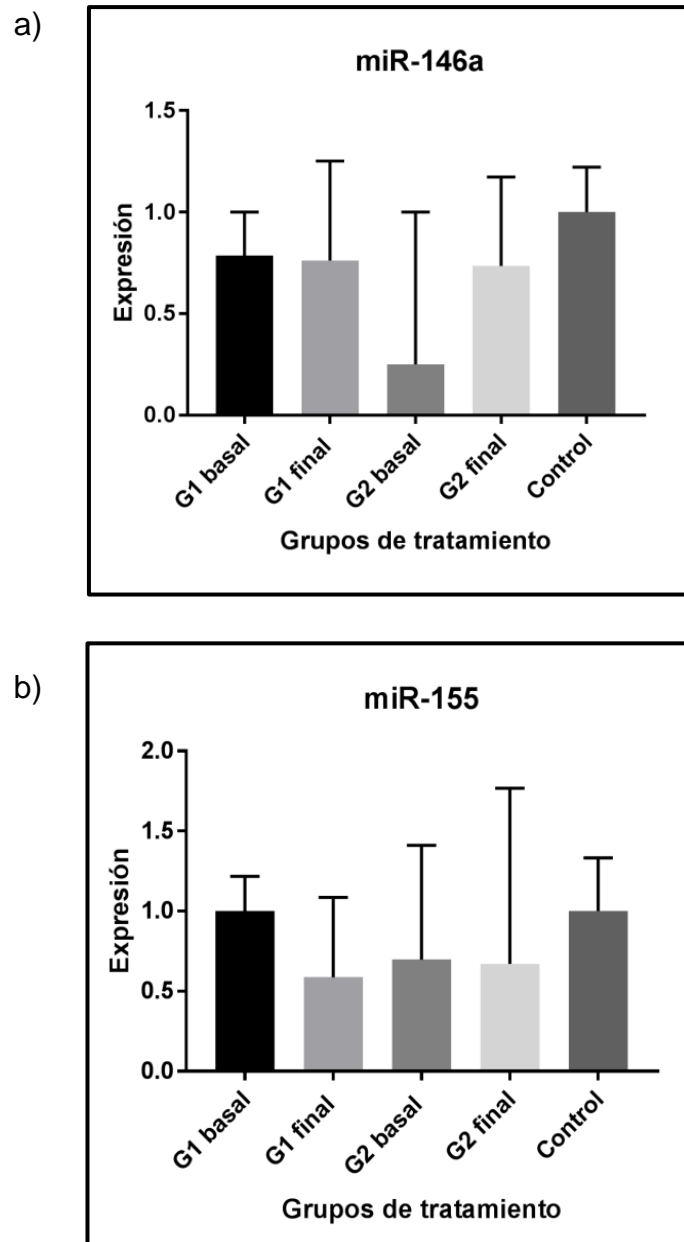 a)
miR-146a
1.5
1.0
0.5
0.0
Expresión
G1 basal
G1 final
G2 basal
G2 final
Control
Grupos de tratamiento
b)
miR-155
2.0
1.5
1.0
0.5
0.0
Expresión
G1 basal
G1 final
G2 basal
G2 final
Control
Grupos de tratamiento